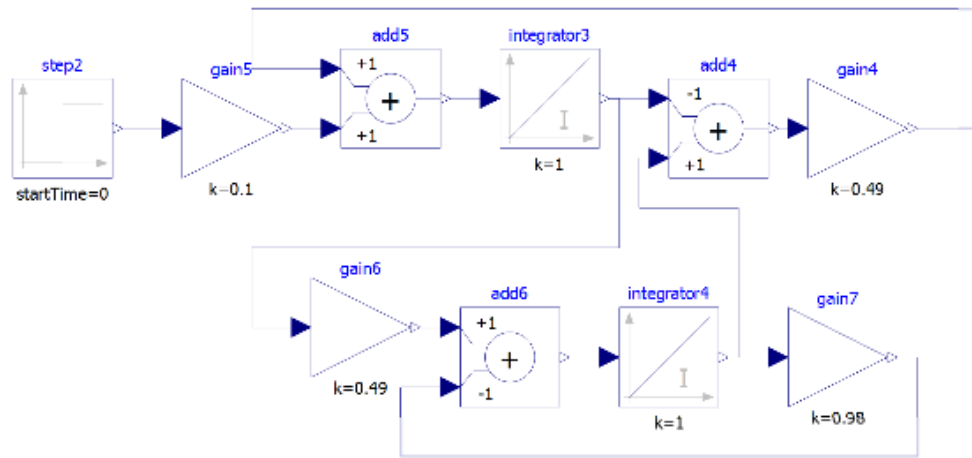 add5
integrator3
step2
gain5
+1
add4
gain4
-1
+
+
I
+1
+1
k=1
startTime=0
k-0.1
k-0.49
gain6
add6
integrator4
gain7
+1
+
I
-1
k=0.49
k=1
k=0.98